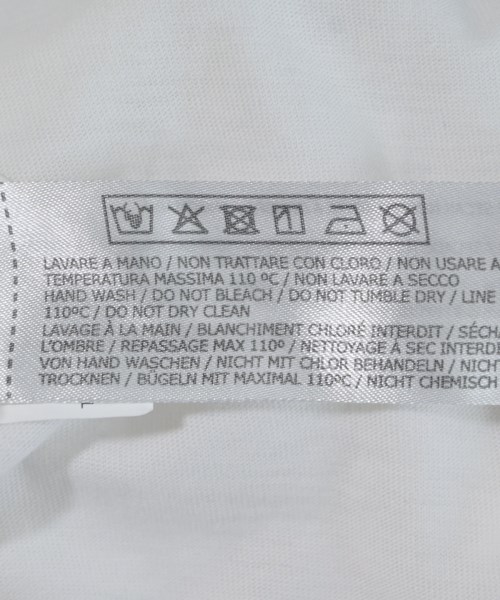 LAVARE A MANO / NON TRATTARE CON CLORO / NON USARE A
TEMPERATURA MASSIMA 110 ºC / NON LAVARE A SECCO
HAND WASH / DO NOT BLEACH / DO NOT TUMBLE DRY / LINE
110ºC / DO NOT DRY CLEAN
LAVAGE À LA MAIN / BLANCHIMENT CHLORÉ INTERDIT / SÉCHA
L'OMBRE / REPASSAGE MAX 110º / NETTOYAGE À SEC INTERDI
VON HAND WASCHEN / NICHT MIT CHLOR BEHANDELN / NICHT
TROCKNEN / BÜGELN MIT MAXIMAL 110ºC / NICHT CHEMISCH